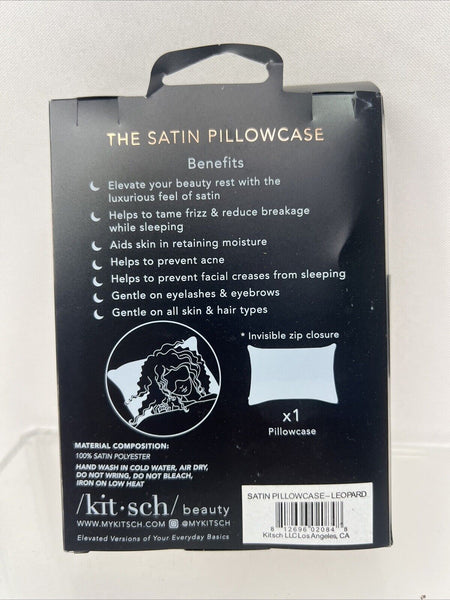 THE SATIN PILLOWCASE
Benefits
Elevate your beauty rest with the
luxurious feel of satin
Helps to tame frizz & reduce breakage
while sleeping
Aids skin in retaining moisture
Helps to prevent acne
Helps to prevent facial creases from sleeping
Gentle on eyelashes & eyebrows
Gentle on all skin & hair types
* Invisible zip closure
x1
Pillowcase
MATERIAL COMPOSITION:
100% SATIN POLYESTER
HAND WASH IN COLD WATER, AIR DRY,
DO NOT WRING, DO NOT BLEACH,
IRON ON LOW HEAT
/kit·sch/ beauty
WWW.MYKITSCH.COM @MYKITSCH
Elevated Versions of Your Everyday Basics
SATIN PILLOWCASE-LEOPARD
8 12696 02084 8
Kitsch LLC Los Angeles, CA